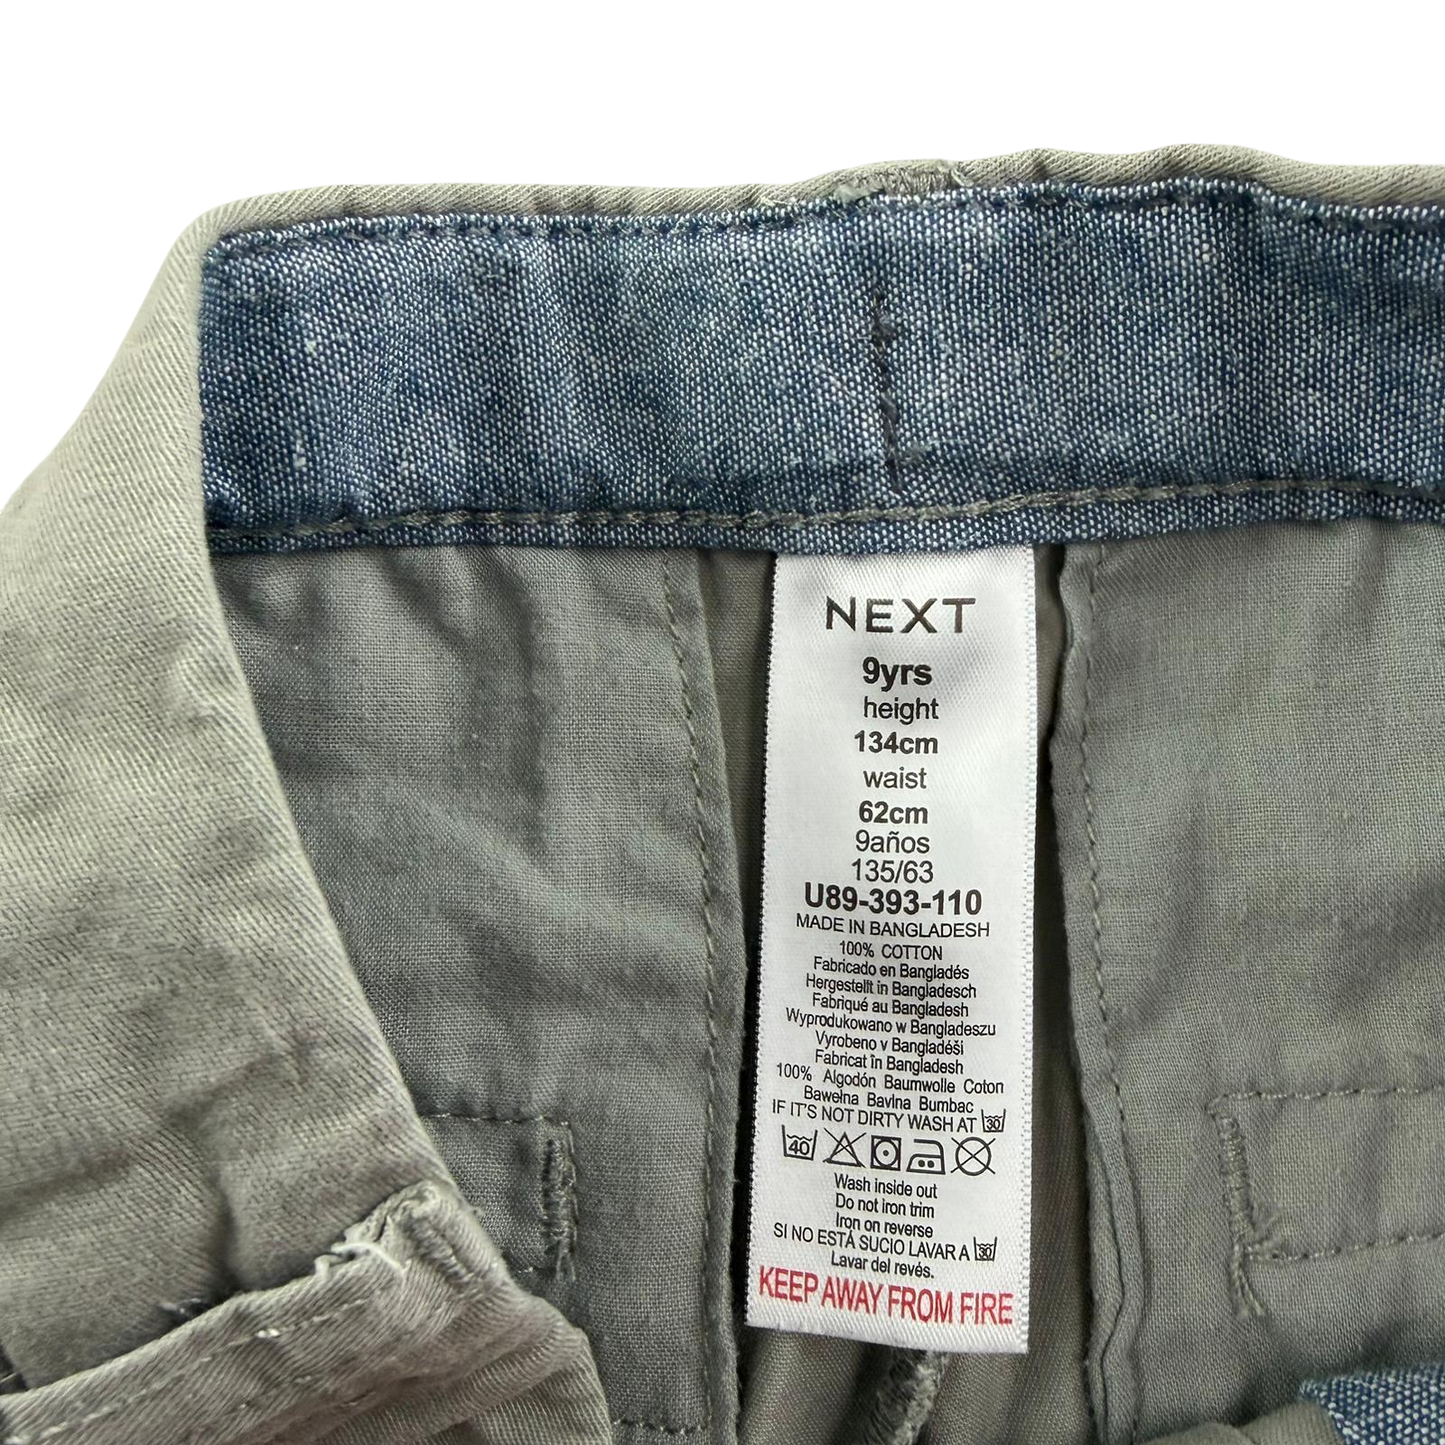 NEXT
9yrs
height
134cm
waist
62cm
9años
135/63
U89-393-110
MADE IN BANGLADESH
100% COTTON
Fabricado en Bangladés
Hergestellt in Bangladesch
Fabriqué au Bangladesh
Wyprodukowano w Bangladeszu
Vyrobeno v Bangladéši
Fabricat în Bangladesh
100% Algodón Baumwolle Coton
Bawełna Bavlna Bumbac
IF IT'S NOT DIRTY WASH AT 30
40
Wash inside out
Do not iron trim
Iron on reverse
SI NO ESTÁ SUCIO LAVAR A 30
Lavar del revés.
KEEP AWAY FROM FIRE